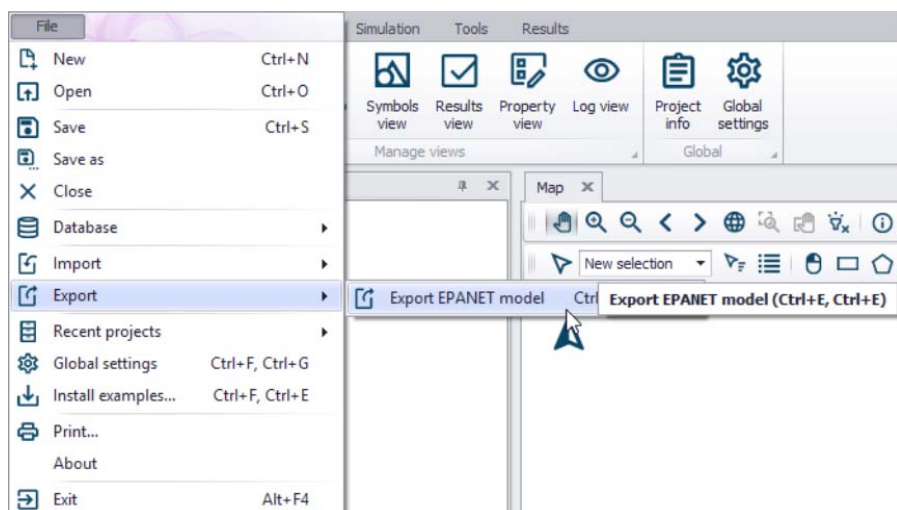 File
Simulation Tools Results
New Ctrl+N
Open Ctrl+O
Save Ctrl+S
Save as
Close
Database
Import
Export
Recent projects
Global settings Ctrl+F, Ctrl+G
Install examples... Ctrl+F, Ctrl+E
Print...
About
Exit Alt+F4
Symbols view
Results view
Property view
Log view
Project info
Global settings
Manage views
Global
Map
New selection
Export EPANET model Ctrl
Export EPANET model (Ctrl+E, Ctrl+E)